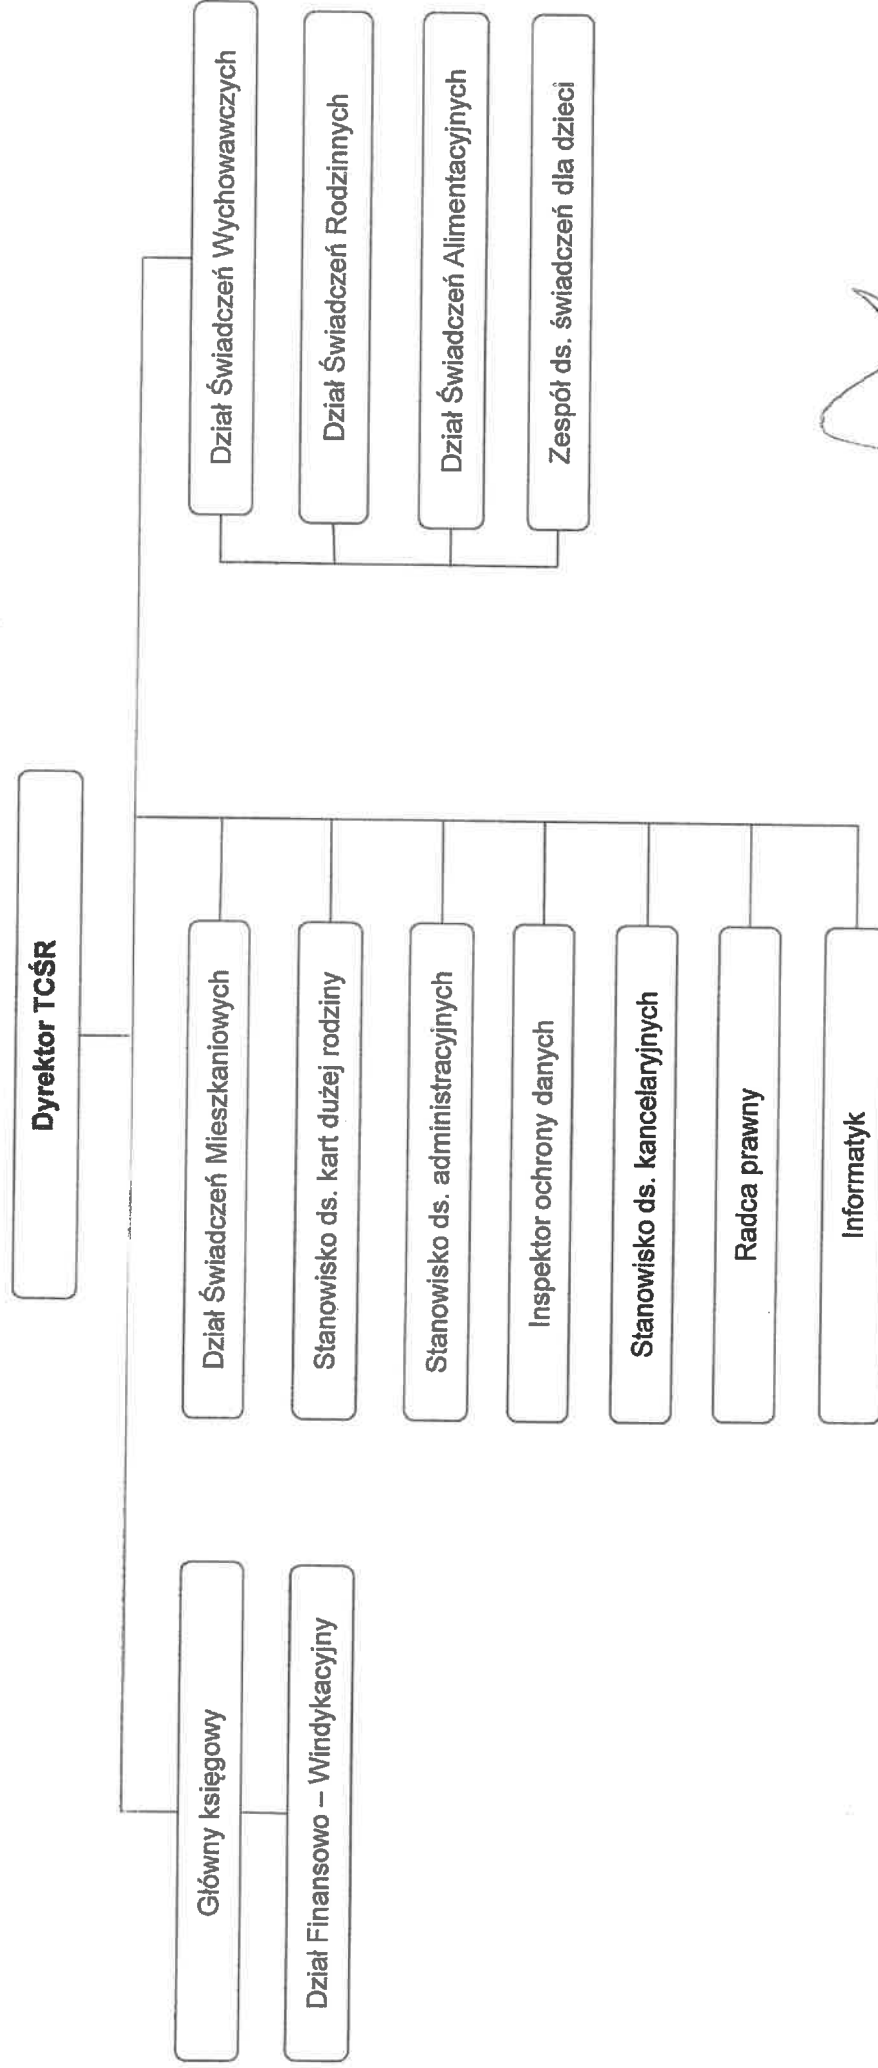 Dyrektor TCŚR
Główny księgowy
Dział Finansowo – Windykacyjny
Dział Świadczeń Mieszkaniowych
Stanowisko ds. kart dużej rodziny
Stanowisko ds. administracyjnych
Inspektor ochrony danych
Stanowisko ds. kancelaryjnych
Radca prawny
Informatyk
Dział Świadczeń Wychowawczych
Dział Świadczeń Rodzinnych
Dział Świadczeń Alimentacyjnych
Zespół ds. świadczeń dla dzieci